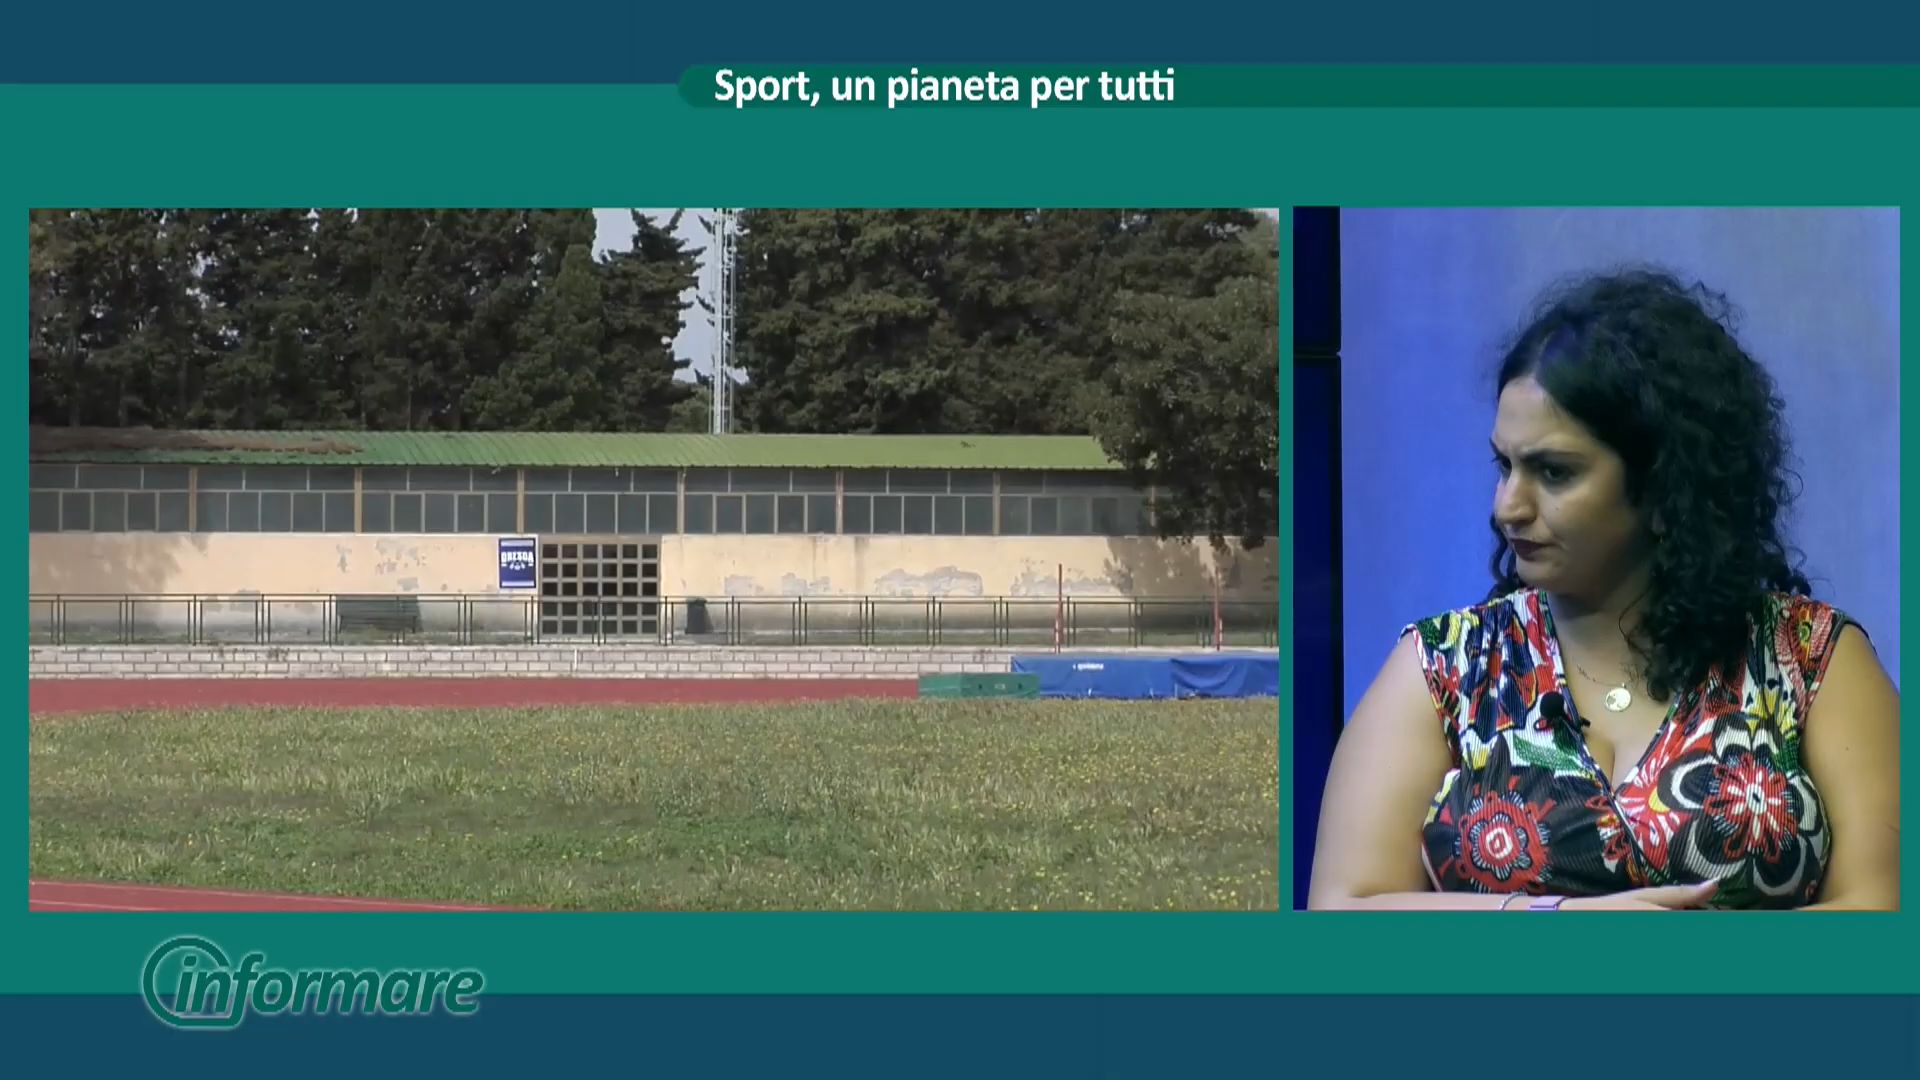 Sport, un pianeta per tutti
informare